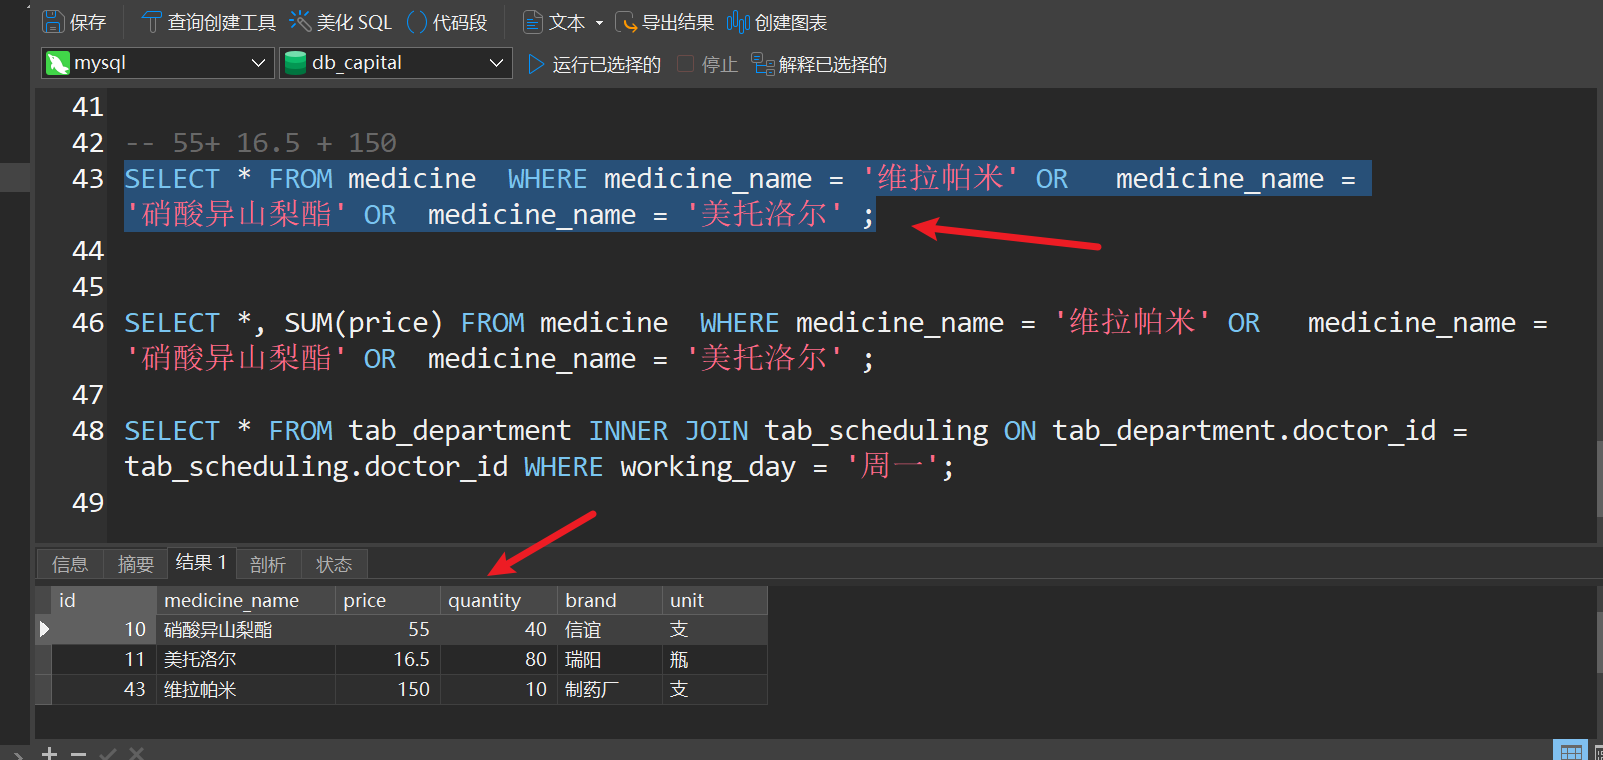 保存 查询创建工具 美化 SQL () 代码段 文本 导出结果 创建图表
mysql db_capital 运行已选择的 停止 解释已选择的
41
42 -- 55+ 16.5 + 150
43 SELECT * FROM medicine  WHERE medicine_name = '维拉帕米' OR   medicine_name =
'硝酸异山梨酯' OR  medicine_name = '美托洛尔' ;
44
45
46 SELECT *, SUM(price) FROM medicine  WHERE medicine_name = '维拉帕米' OR   medicine_name =
'硝酸异山梨酯' OR  medicine_name = '美托洛尔' ;
47
48 SELECT * FROM tab_department INNER JOIN tab_scheduling ON tab_department.doctor_id =
tab_scheduling.doctor_id WHERE working_day = '周一';
49
信息 摘要 结果 1 剖析 状态
id medicine_name price quantity brand unit
10 硝酸异山梨酯 55 40 信谊 支
11 美托洛尔 16.5 80 瑞阳 瓶
43 维拉帕米 150 10 制药厂 支